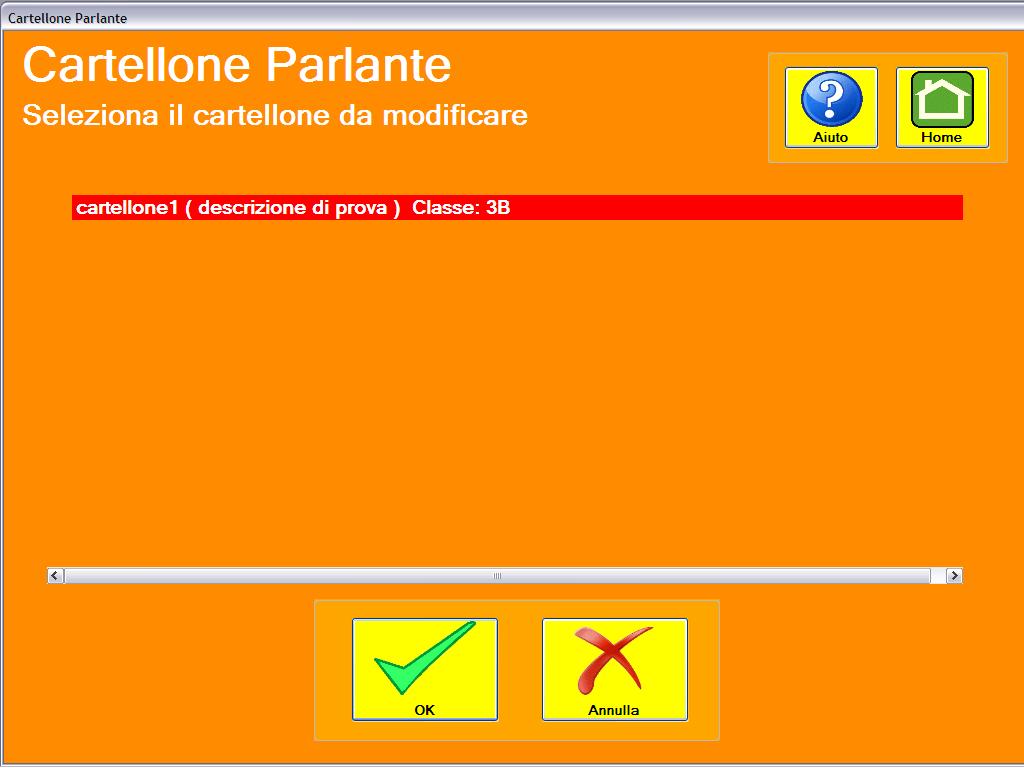 Cartellone Parlante
Cartellone Parlante
Seleziona il cartellone da modificare
Aiuto
Home
cartellone1 ( descrizione di prova ) Classe: 3B
OK
Annulla